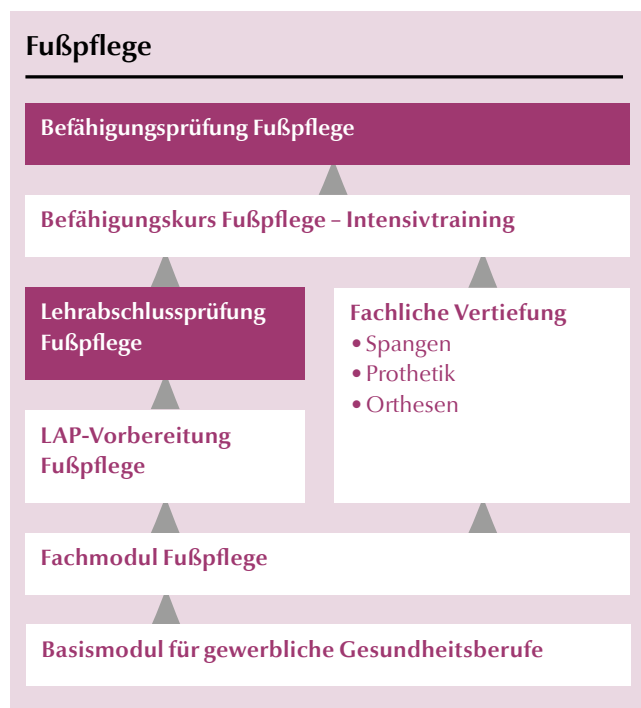 Fußpflege
Befähigungsprüfung Fußpflege
Befähigungskurs Fußpflege – Intensivtraining
Lehrabschlussprüfung
Fußpflege
Fachliche Vertiefung
• Spangen
• Prothetik
• Orthesen
LAP-Vorbereitung
Fußpflege
Fachmodul Fußpflege
Basismodul für gewerbliche Gesundheitsberufe